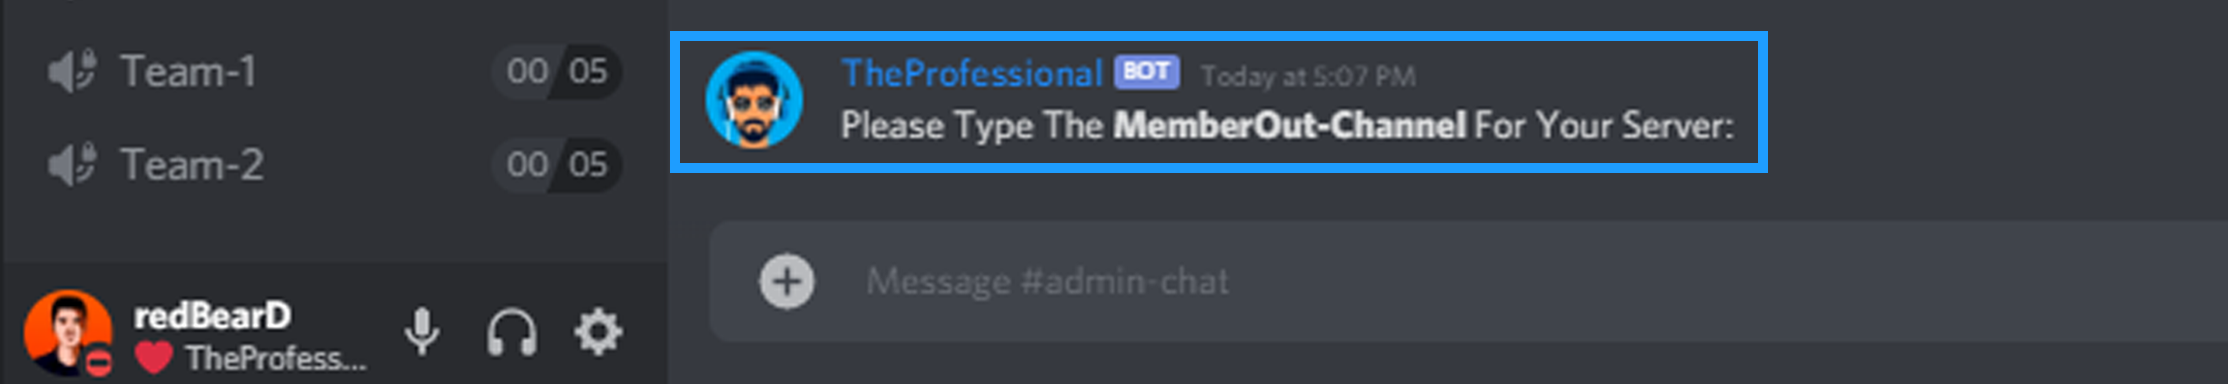 Team-1 00 05
Team-2 00 05
redBearD
TheProfess...
TheProfessional BOT Today at 5:07 PM
Please Type The MemberOut-Channel For Your Server:
Message #admin-chat